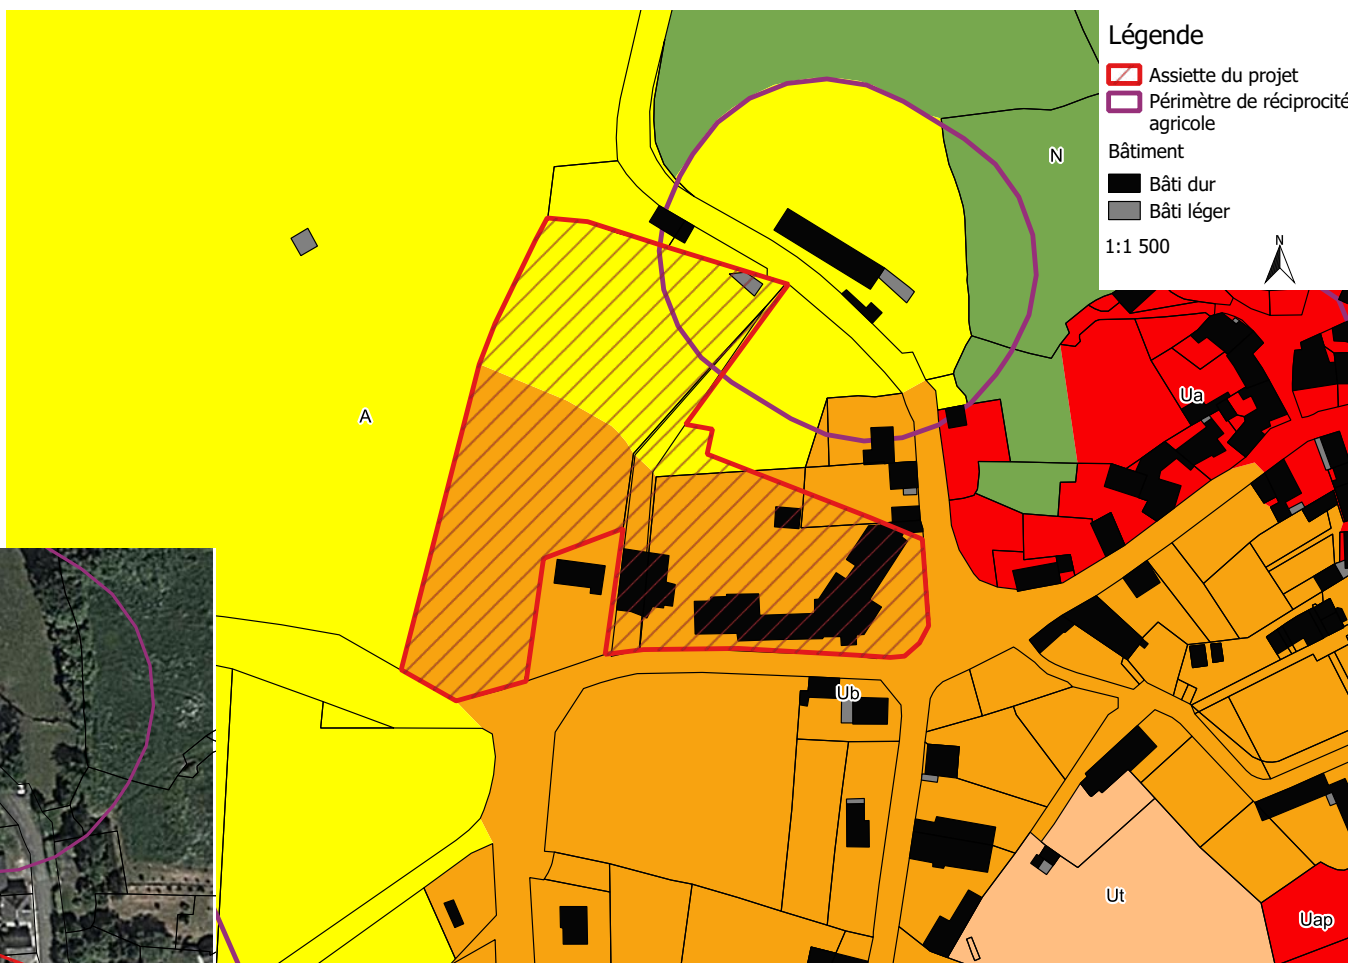 Légende
Assiette du projet
Périmètre de réciprocité
agricole
Bâtiment
Bâti dur
Bâti léger
1:1 500
N
N
Ua
A
Ub
Ut
Uap